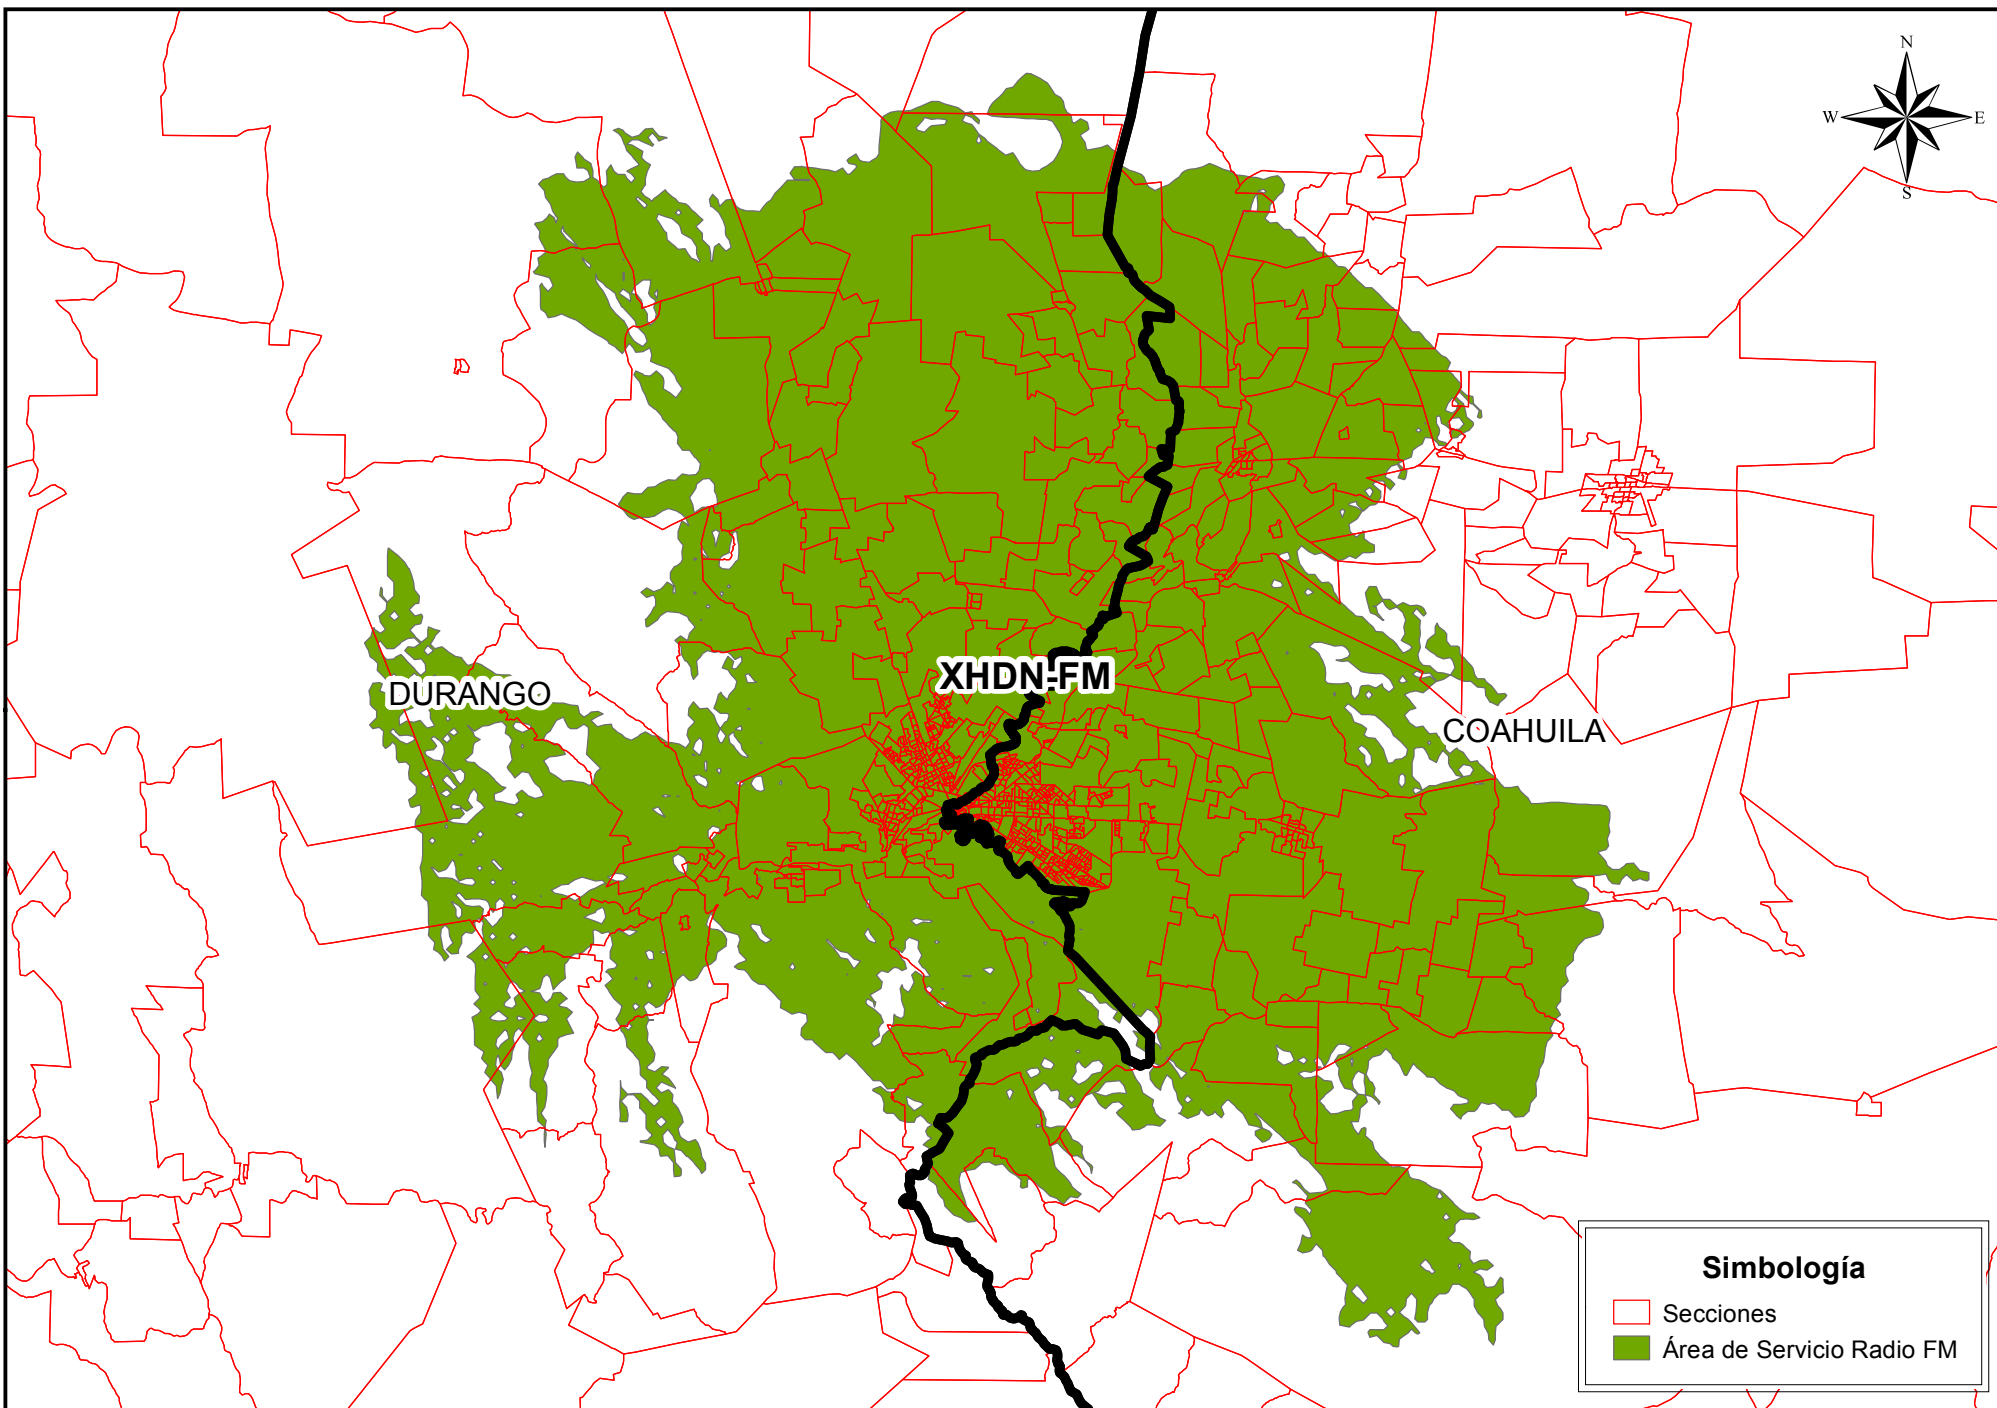 N
W E
S
XHDN-FM
DURANGO
COAHUILA
Simbología
Secciones
Área de Servicio Radio FM